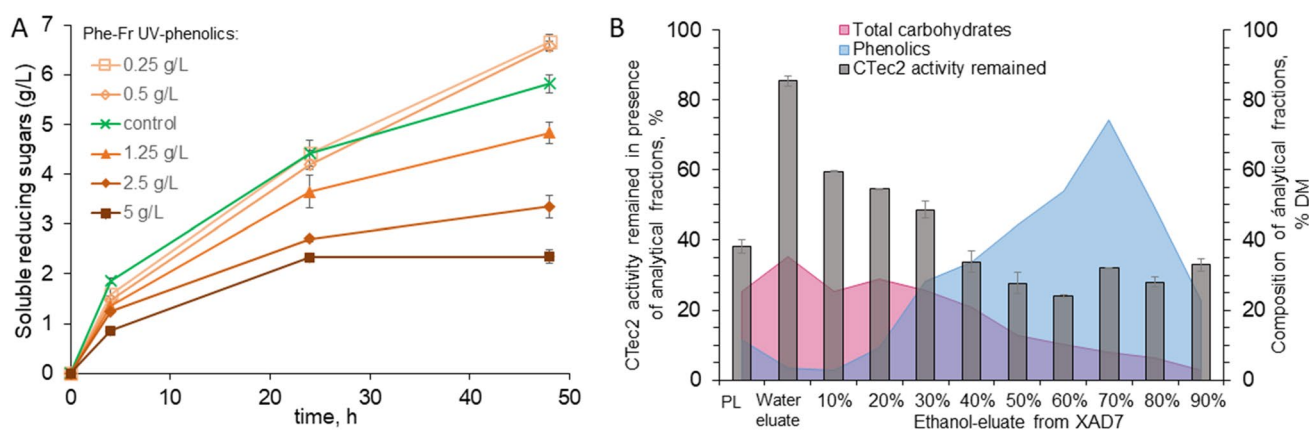 A
Soluble reducing sugars (g/L)
7
6
5
4
3
2
1
0
Phe-Fr UV-phenolics:
0.25 g/L
0.5 g/L
control
1.25 g/L
2.5 g/L
5 g/L
0 10 20 30 40 50
time, h
B
CTec2 activity remained in presence
of analytical fractions, %
100
80
60
40
20
0
Total carbohydrates
Phenolics
CTec2 activity remained
100
80
60
40
20
0
Composition of analytical fractions,
% DM
PL Water 10% 20% 30% 40% 50% 60% 70% 80% 90%
eluate Ethanol-eluate from XAD7